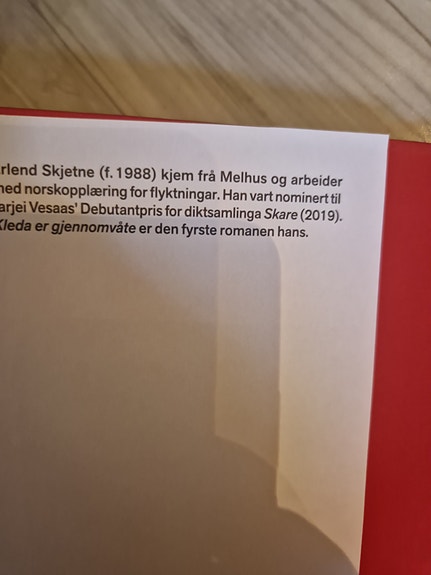 rlend Skjetne (f. 1988) kjem frå Melhus og arbeider
ned norskopplæring for flyktningar. Han vart nominert til
arjei Vesaas' Debutantpris for diktsamlinga Skare (2019).
Kleda er gjennomvåte er den fyrste romanen hans.